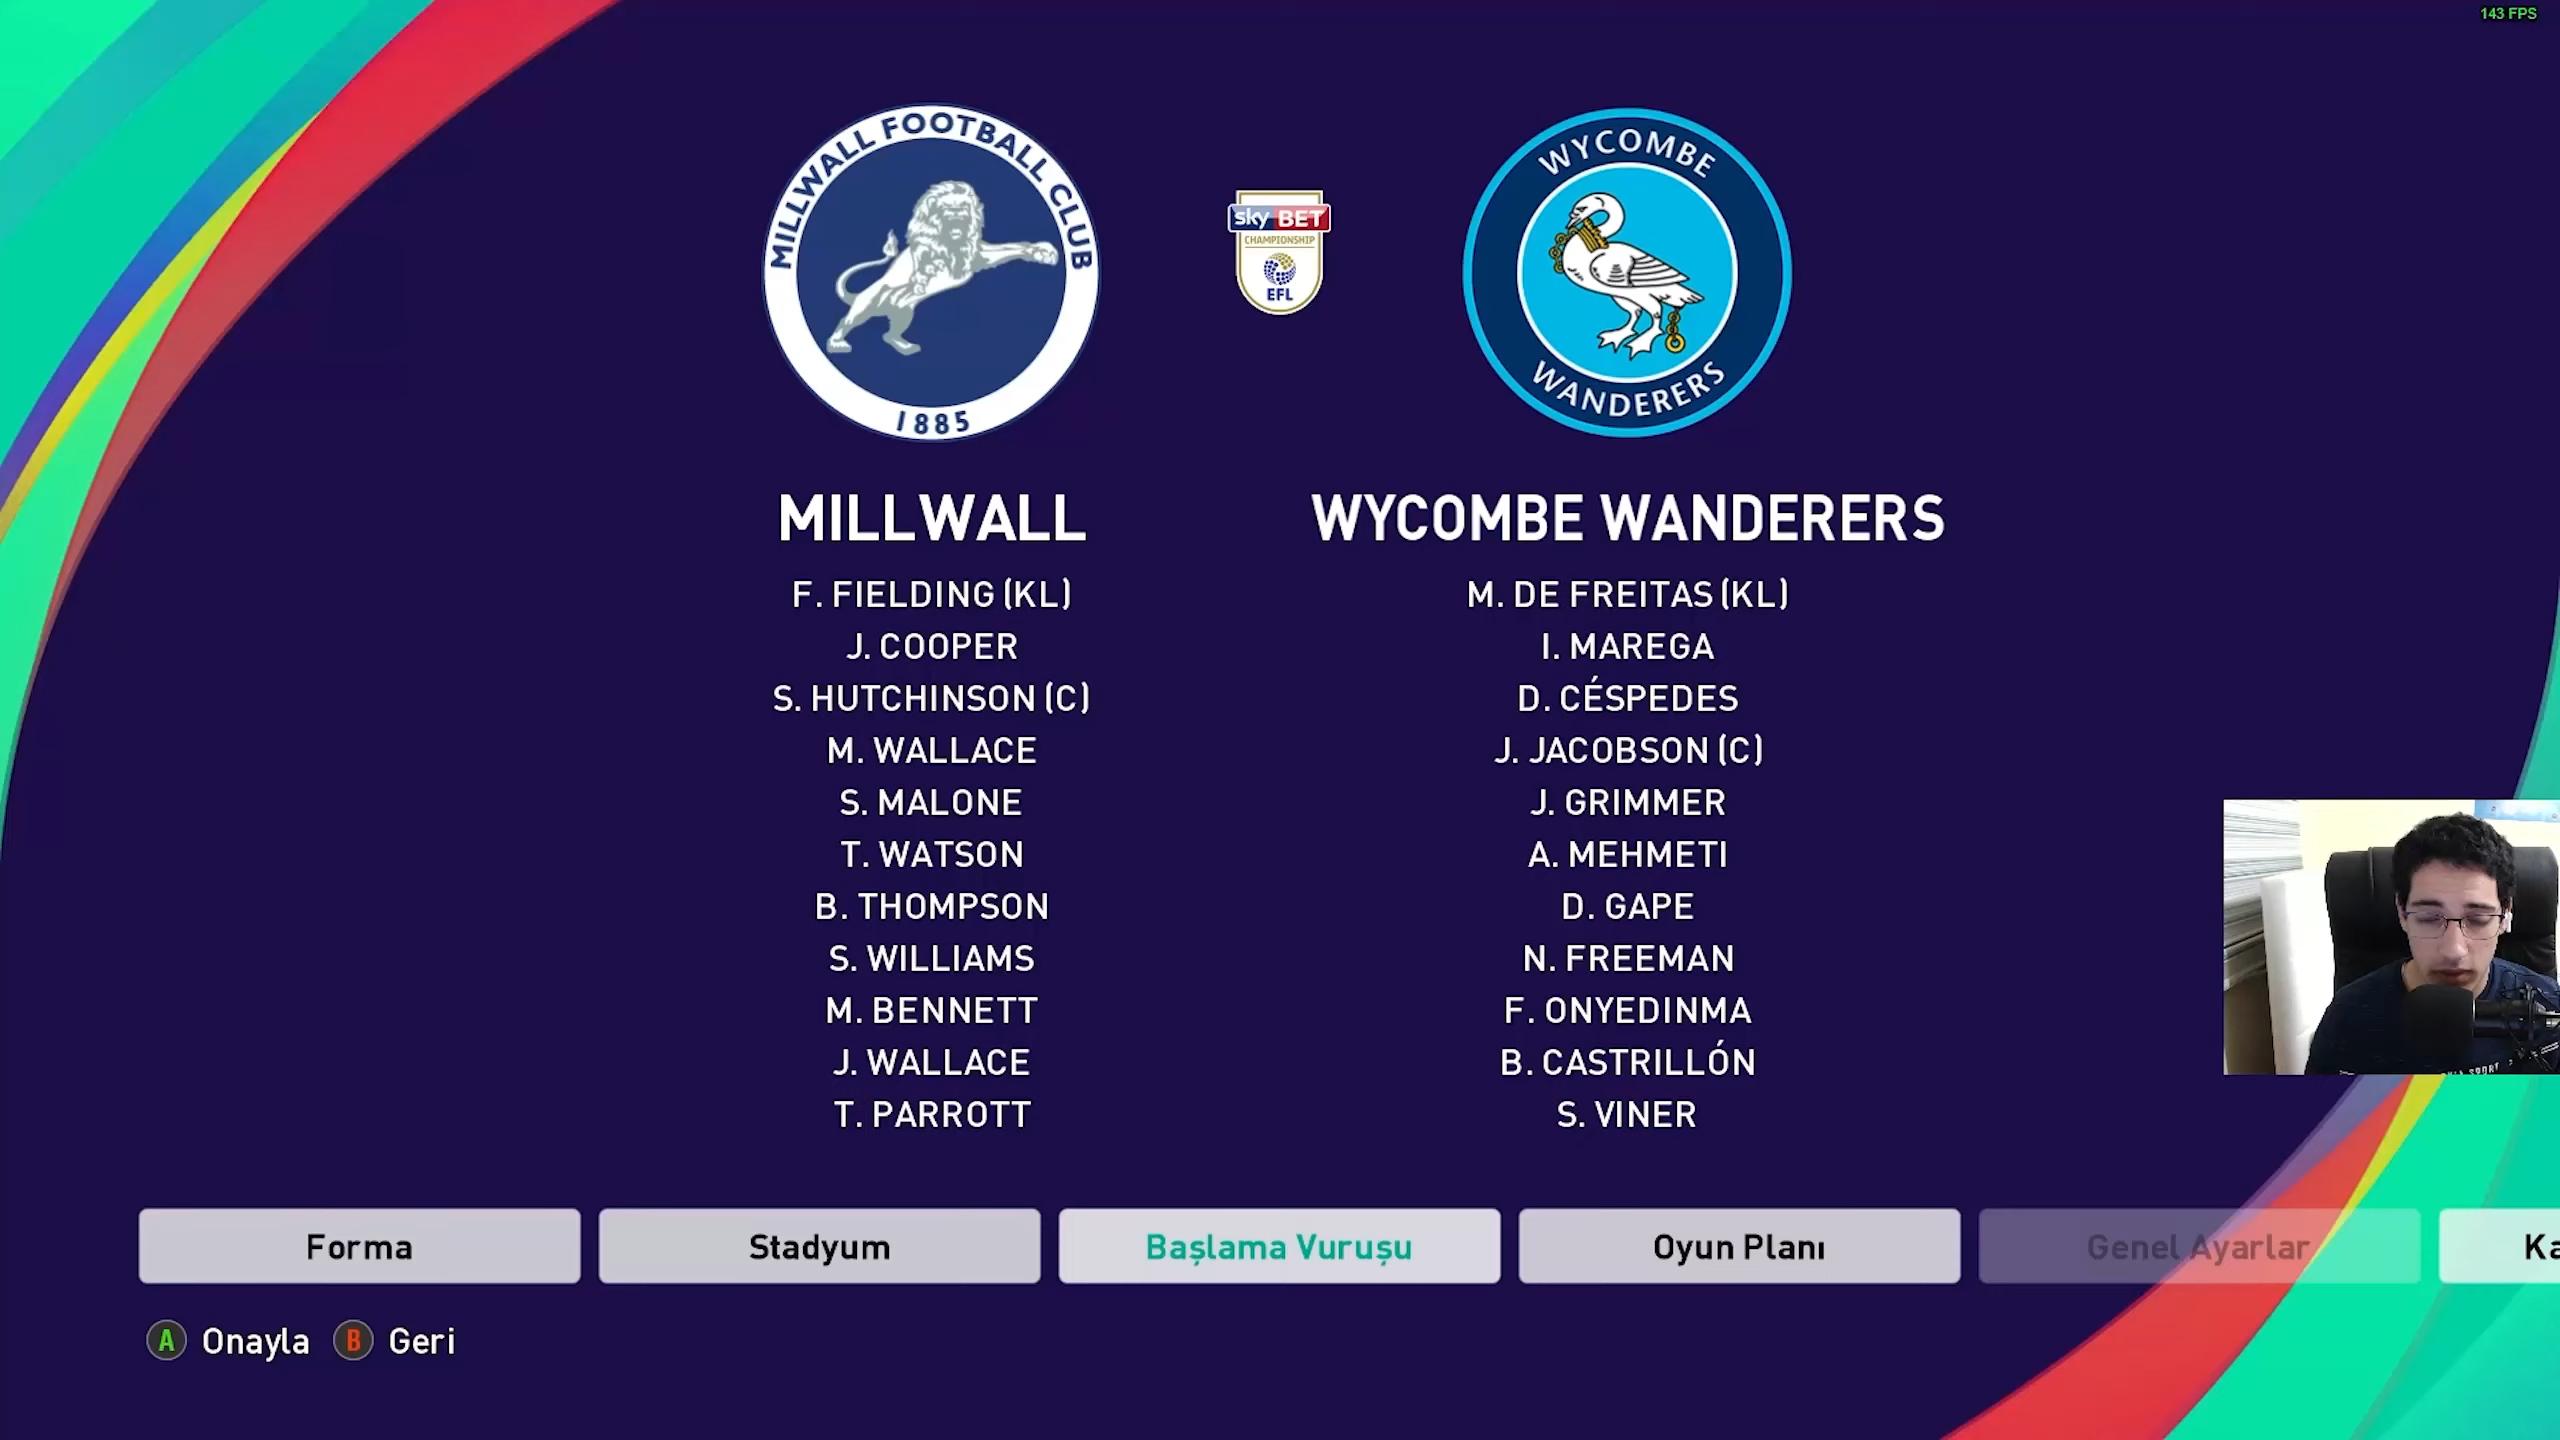 143 FPS
MILLWALL FOOTBALL CLUB
1885
sky BET
CHAMPIONSHIP
EFL
WYCOMBE
WANDERERS
MILLWALL
F. FIELDING (KL)
J. COOPER
S. HUTCHINSON (C)
M. WALLACE
S. MALONE
T. WATSON
B. THOMPSON
S. WILLIAMS
M. BENNETT
J. WALLACE
T. PARROTT
WYCOMBE WANDERERS
M. DE FREITAS (KL)
I. MAREGA
D. CÉSPEDES
J. JACOBSON (C)
J. GRIMMER
A. MEHMETI
D. GAPE
N. FREEMAN
F. ONYEDINMA
B. CASTRILLÓN
S. VINER
Forma
Stadyum
Başlama Vuruşu
Oyun Planı
Genel Ayarlar
Ka
A Onayla B Geri